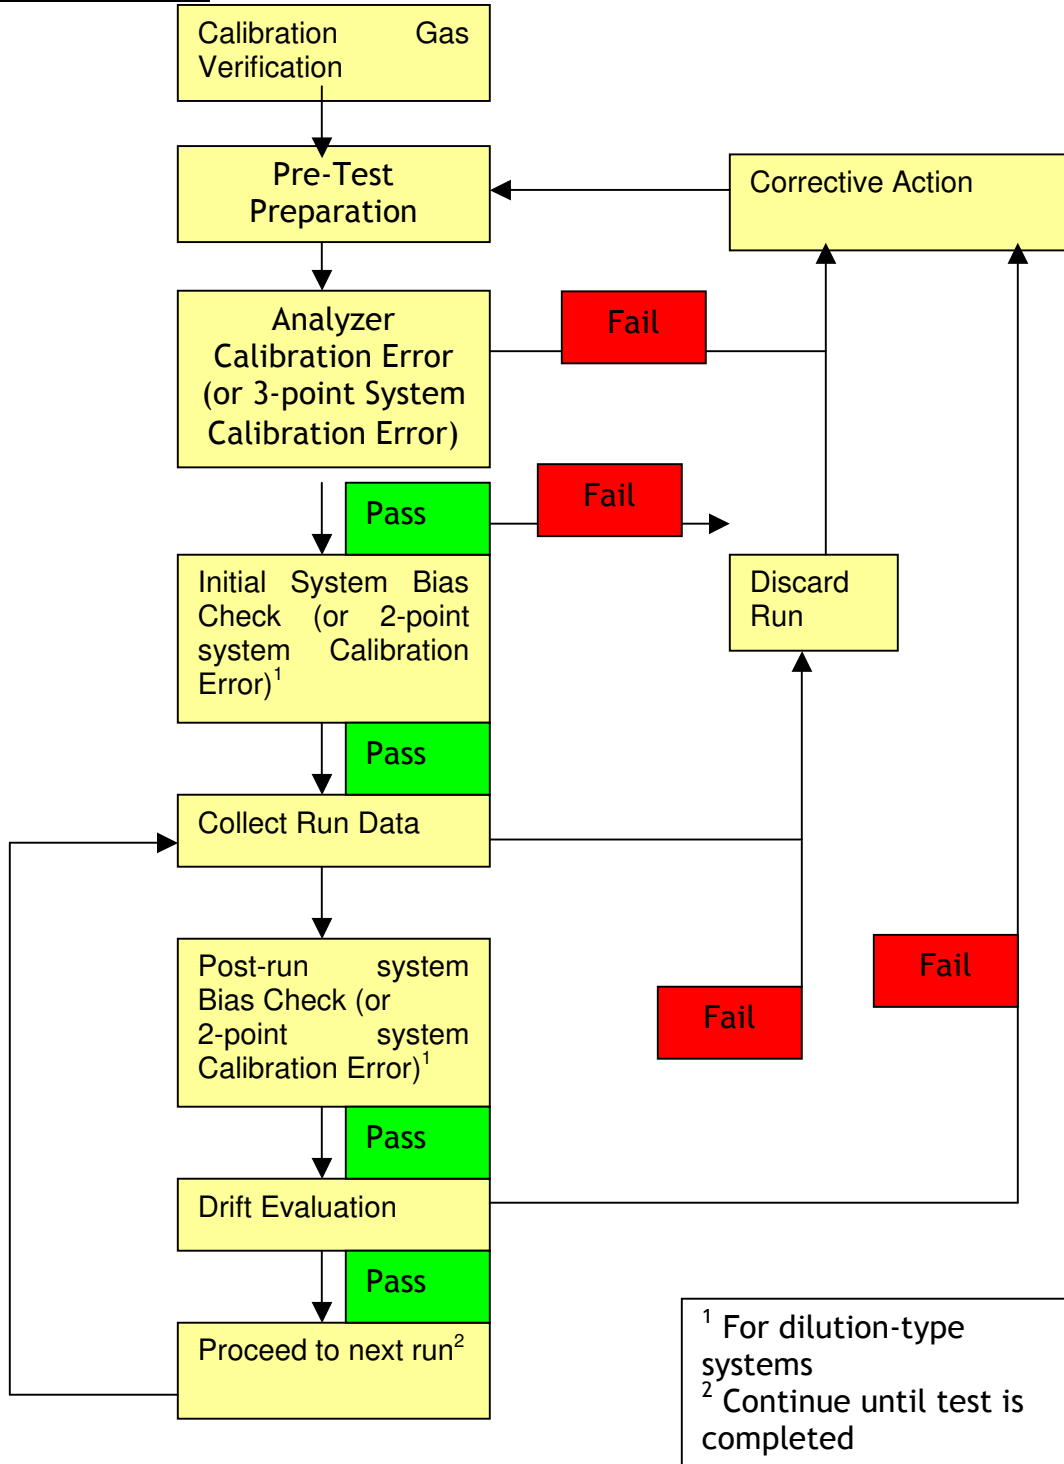 Calibration Gas
Verification
Pre-Test
Preparation
Corrective Action
Analyzer
Calibration Error
(or 3-point System
Calibration Error)
Fail
Pass
Fail
Initial System Bias
Check (or 2-point
system Calibration
Error)¹
Discard
Run
Pass
Collect Run Data
Post-run system
Bias Check (or
2-point system
Calibration Error)¹
Fail
Fail
Pass
Drift Evaluation
Pass
Proceed to next run²
¹ For dilution-type
systems
² Continue until test is
completed